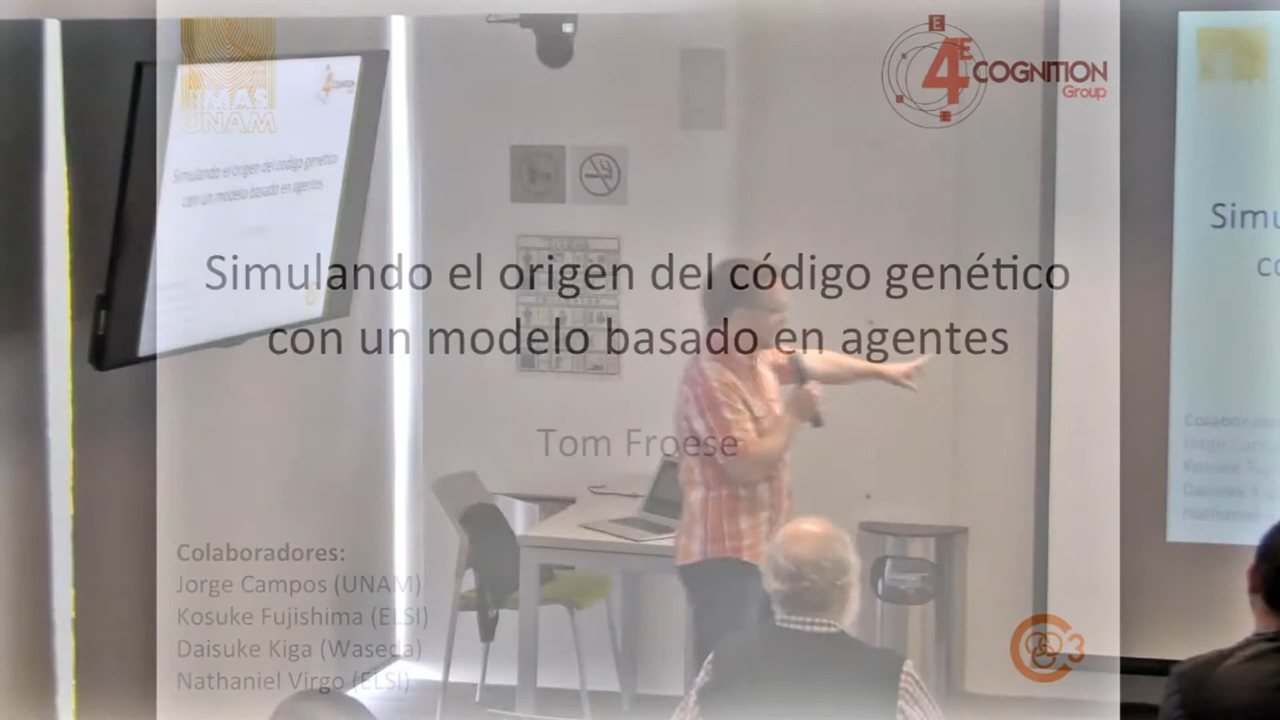 IIMAS
UNAM
4E COGNITION
Group
Simulando el origen del código genético
con un modelo basado en agentes
Simulando el origen del código genético
con un modelo basado en agentes
Tom Froese
Colaboradores:
Jorge Campos (UNAM)
Kosuke Fujishima (ELSI)
Daisuke Kiga (Waseda)
Nathaniel Virgo (ELSI)
C3
Simu
co